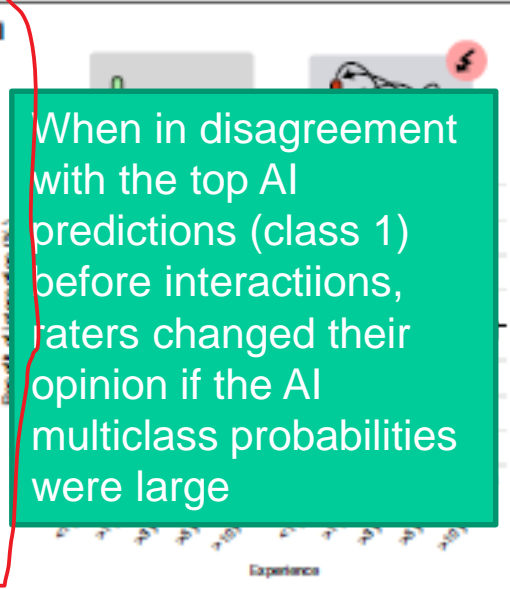 When in disagreement
with the top AI
predictions (class 1)
before interactiions,
raters changed their
opinion if the AI
multiclass probabilities
were large
Experience